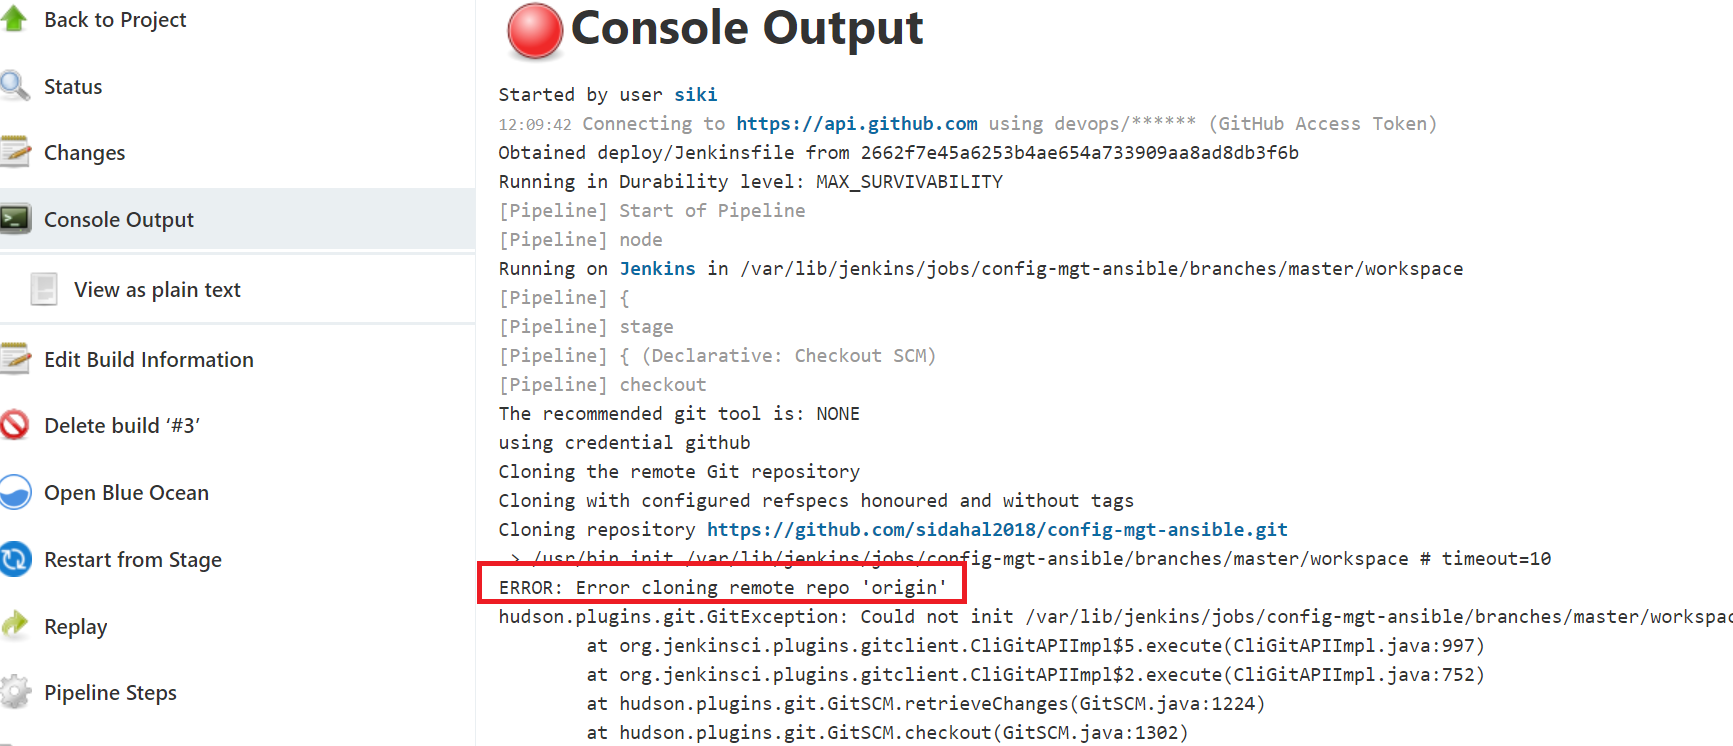 Back to Project
Status
Changes
Console Output
View as plain text
Edit Build Information
Delete build ‘#3’
Open Blue Ocean
Restart from Stage
Replay
Pipeline Steps
Console Output
Started by user siki
12:09:42 Connecting to https://api.github.com using devops/****** (GitHub Access Token)
Obtained deploy/Jenkinsfile from 2662f7e45a6253b4ae654a733909aa8ad8db3f6b
Running in Durability level: MAX_SURVIVABILITY
[Pipeline] Start of Pipeline
[Pipeline] node
Running on Jenkins in /var/lib/jenkins/jobs/config-mgt-ansible/branches/master/workspace
[Pipeline] {
[Pipeline] stage
[Pipeline] { (Declarative: Checkout SCM)
[Pipeline] checkout
The recommended git tool is: NONE
using credential github
Cloning the remote Git repository
Cloning with configured refspecs honoured and without tags
Cloning repository https://github.com/sidahal2018/config-mgt-ansible.git
> /usr/bin init /var/lib/jenkins/jobs/config-mgt-ansible/branches/master/workspace # timeout=10
ERROR: Error cloning remote repo 'origin'
hudson.plugins.git.GitException: Could not init /var/lib/jenkins/jobs/config-mgt-ansible/branches/master/workspac
at org.jenkinsci.plugins.gitclient.CliGitAPIImpl$5.execute(CliGitAPIImpl.java:997)
at org.jenkinsci.plugins.gitclient.CliGitAPIImpl$2.execute(CliGitAPIImpl.java:752)
at hudson.plugins.git.GitSCM.retrieveChanges(GitSCM.java:1224)
at hudson.plugins.git.GitSCM.checkout(GitSCM.java:1302)